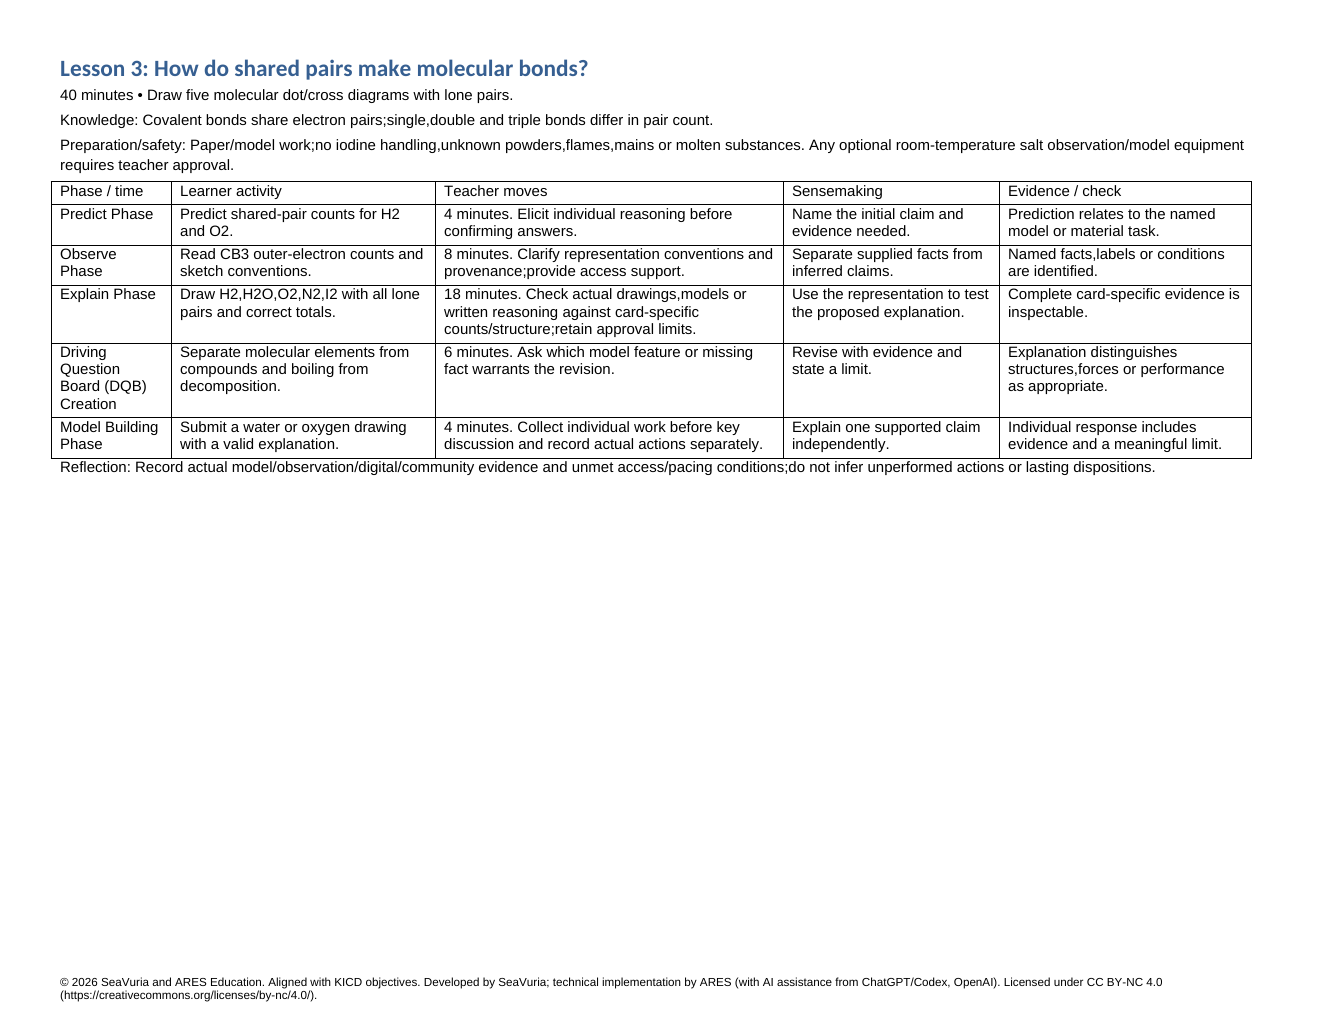 Lesson 3: How do shared pairs make molecular bonds?
40 minutes • Draw five molecular dot/cross diagrams with lone pairs.
Knowledge: Covalent bonds share electron pairs;single,double and triple bonds differ in pair count.
Preparation/safety: Paper/model work;no iodine handling,unknown powders,flames,mains or molten substances. Any optional room-temperature salt observation/model equipment
requires teacher approval.
Phase / time
Learner activity
Teacher moves
Sensemaking
Evidence / check
Predict Phase
Predict shared-pair counts for H2
and O2.
4 minutes. Elicit individual reasoning before
confirming answers.
Name the initial claim and
evidence needed.
Prediction relates to the named
model or material task.
Observe
Phase
Read CB3 outer-electron counts and
sketch conventions.
8 minutes. Clarify representation conventions and
provenance;provide access support.
Separate supplied facts from
inferred claims.
Named facts,labels or conditions
are identified.
Explain Phase
Draw H2,H2O,O2,N2,I2 with all lone
pairs and correct totals.
18 minutes. Check actual drawings,models or
written reasoning against card-specific
counts/structure;retain approval limits.
Use the representation to test
the proposed explanation.
Complete card-specific evidence is
inspectable.
Driving
Question
Board (DQB)
Creation
Separate molecular elements from
compounds and boiling from
decomposition.
6 minutes. Ask which model feature or missing
fact warrants the revision.
Revise with evidence and
state a limit.
Explanation distinguishes
structures,forces or performance
as appropriate.
Model Building
Phase
Submit a water or oxygen drawing
with a valid explanation.
4 minutes. Collect individual work before key
discussion and record actual actions separately.
Explain one supported claim
independently.
Individual response includes
evidence and a meaningful limit.
Reflection: Record actual model/observation/digital/community evidence and unmet access/pacing conditions;do not infer unperformed actions or lasting dispositions.
© 2026 SeaVuria and ARES Education. Aligned with KICD objectives. Developed by SeaVuria; technical implementation by ARES (with AI assistance from ChatGPT/Codex, OpenAI). Licensed under CC BY-NC 4.0
(https://creativecommons.org/licenses/by-nc/4.0/).